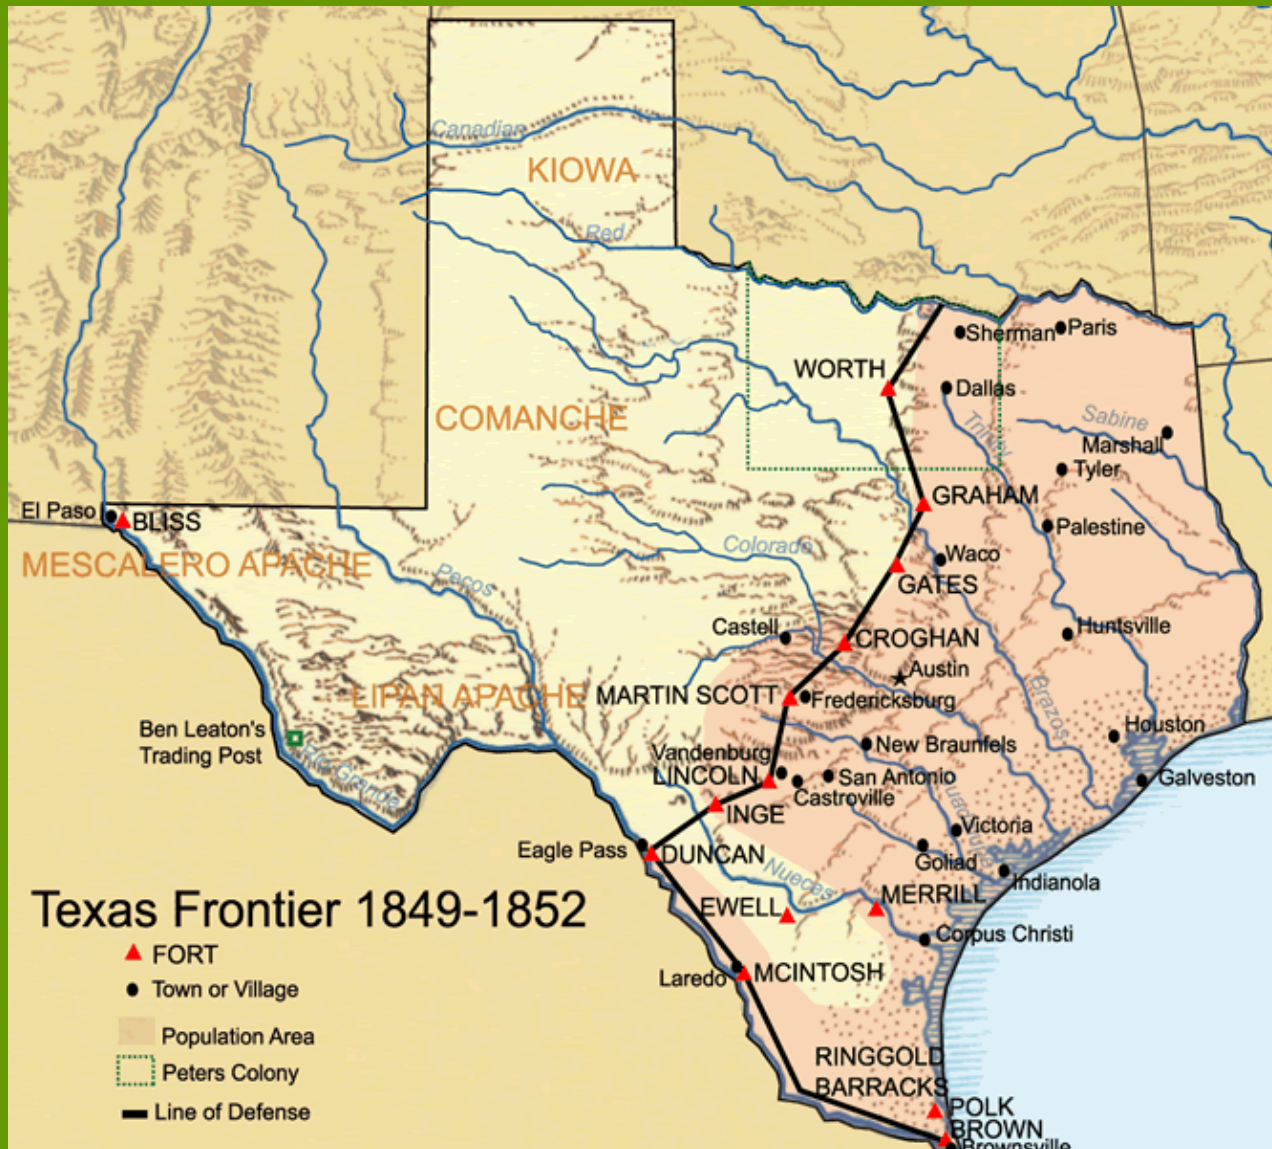 Canadian
KIOWA
Red
Sherman
Paris
WORTH
Dallas
COMANCHE
Trinity
Sabine
Marshall
Tyler
GRAHAM
El Paso
BLISS
Palestine
MESCALERO APACHE
Colorado
Waco
Pecos
GATES
Castell
CROGHAN
Huntsville
Austin
LIPAN APACHE
MARTIN SCOTT
Fredericksburg
Brazos
Ben Leaton's
Trading Post
Rio Grande
Houston
New Braunfels
Vandenburg
LINCOLN
San Antonio
Castroville
Galveston
INGE
Guadalupe
Victoria
Eagle Pass
DUNCAN
Goliad
Indianola
Nueces
MERRILL
EWELL
Corpus Christi
Laredo
MCINTOSH
RINGGOLD
BARRACKS
POLK
BROWN
Brownsville
Texas Frontier 1849-1852
FORT
Town or Village
Population Area
Peters Colony
Line of Defense